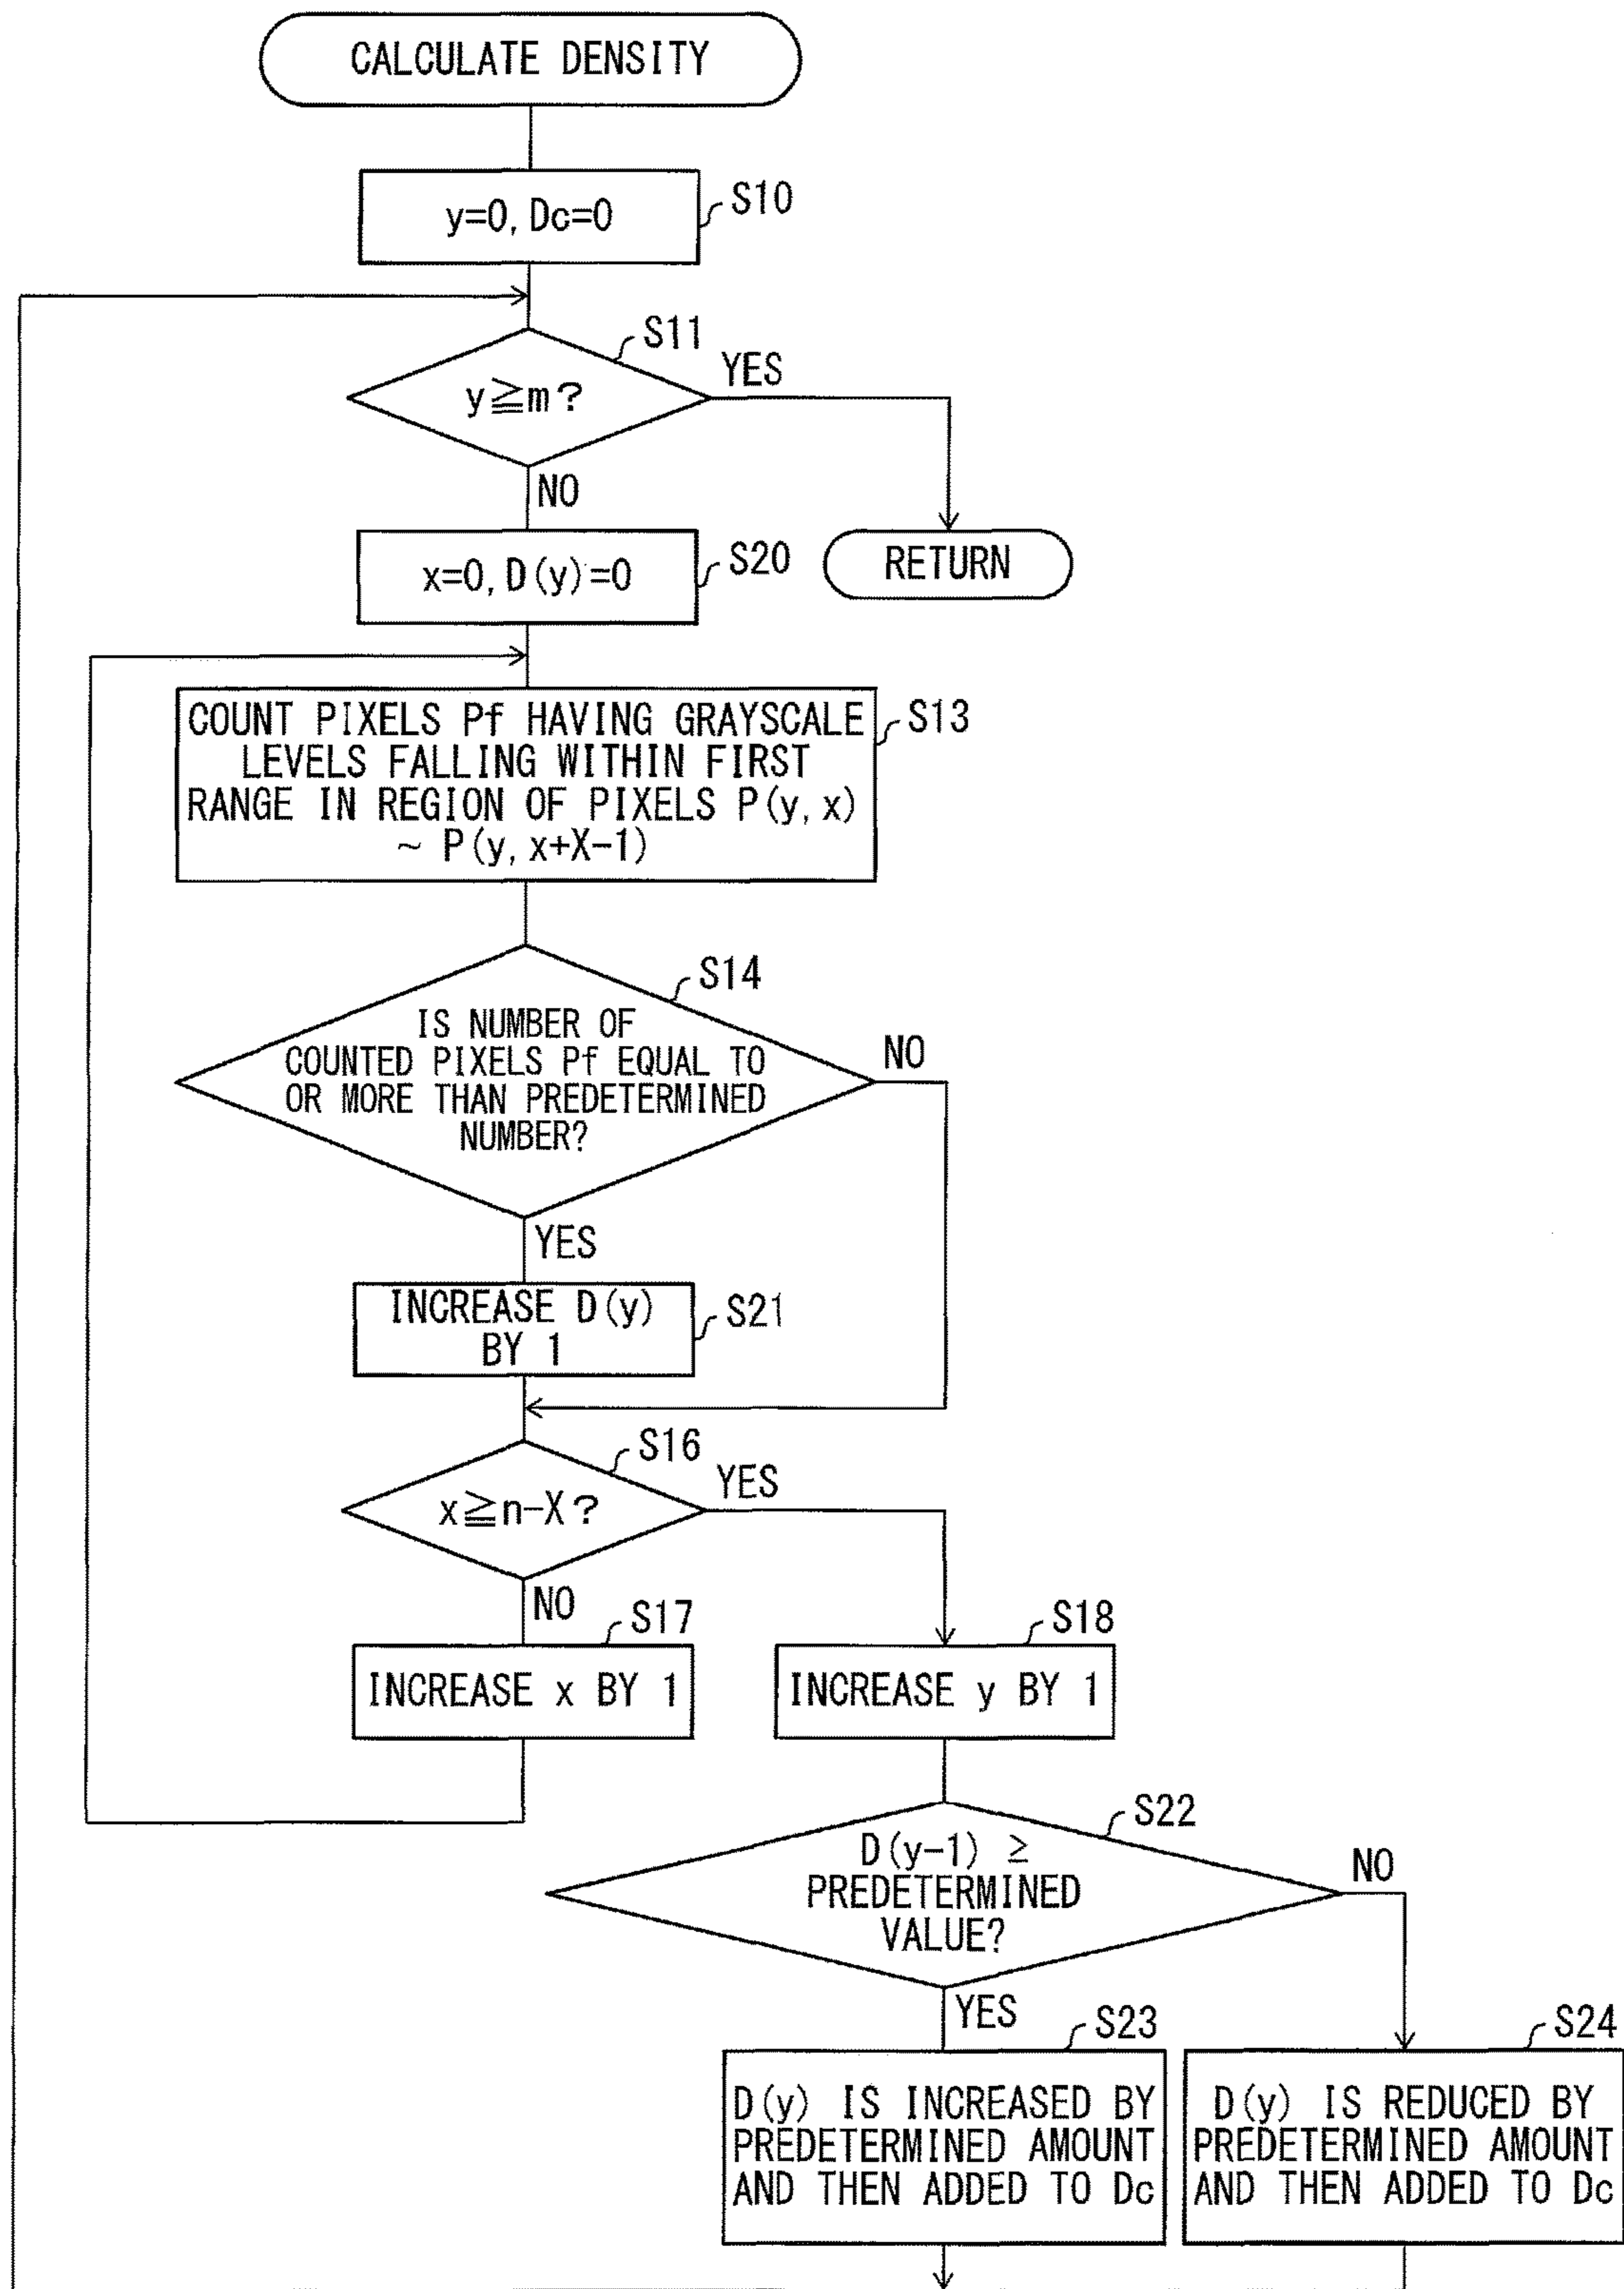 CALCULATE DENSITY
y=0, Dc=0
S10
S11
y≧m?
YES
NO
x=0, D(y)=0
S20
RETURN
COUNT PIXELS Pf HAVING GRAYSCALE
LEVELS FALLING WITHIN FIRST
RANGE IN REGION OF PIXELS P(y, x)
~ P(y, x+X-1)
S13
S14
IS NUMBER OF
COUNTED PIXELS Pf EQUAL TO
OR MORE THAN PREDETERMINED
NUMBER?
NO
YES
INCREASE D(y)
BY 1
S21
S16
x≧n-X?
YES
NO
S17
INCREASE x BY 1
S18
INCREASE y BY 1
S22
D(y-1) ≥
PREDETERMINED
VALUE?
NO
YES
S23
D(y) IS INCREASED BY
PREDETERMINED AMOUNT
AND THEN ADDED TO Dc
S24
D(y) IS REDUCED BY
PREDETERMINED AMOUNT
AND THEN ADDED TO Dc